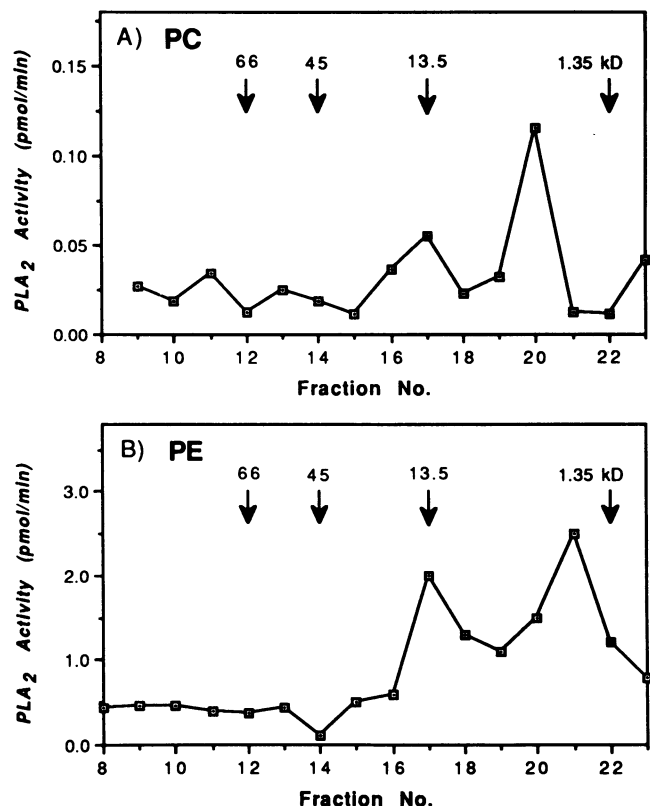 A) PC
66 45 13.5 1.35 kD
0.15
0.10
0.05
0.00
PLA2 Activity (pmol/min)
8 10 12 14 16 18 20 22
Fraction No.
B) PE
66 45 13.5 1.35 kD
3.0
2.0
1.0
0.0
PLA2 Activity (pmol/min)
8 10 12 14 16 18 20 22
Fraction No.